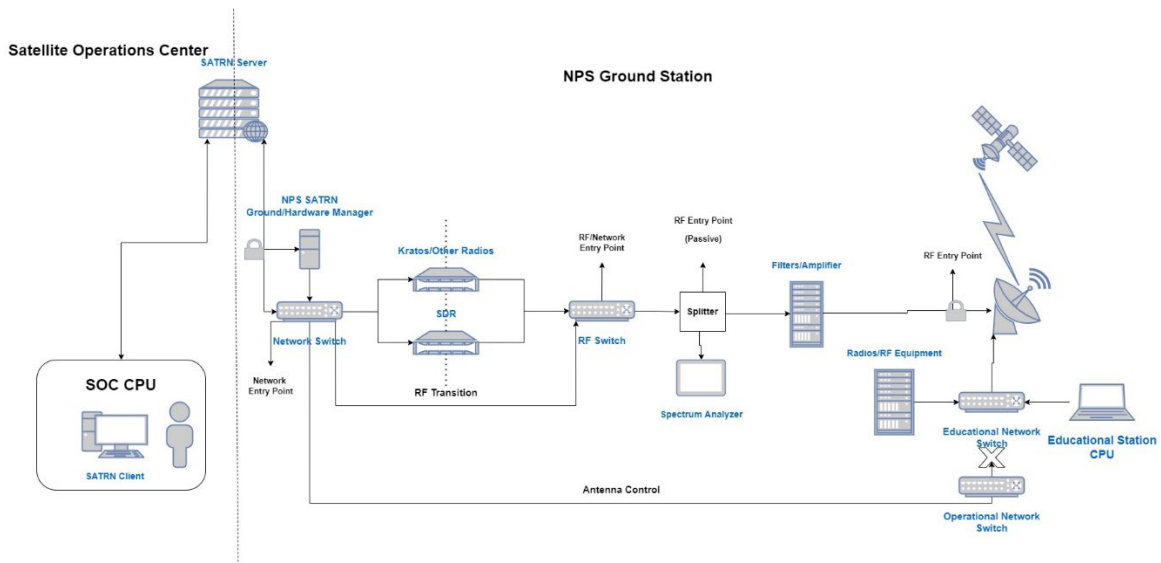 Satellite Operations Center
SATRN Server
NPS Ground Station
NPS SATRN
Ground/Hardware Manager
Kratos/Other Radios
SDR
RF Transition
Network Switch
Network
Entry Point
RF/Network
Entry Point
RF Switch
RF Entry Point
(Passive)
Splitter
Spectrum Analyzer
Filters/Amplifier
RF Entry Point
Radios/RF Equipment
Educational Network
Switch
Educational Station
CPU
Operational Network
Switch
Antenna Control
SOC CPU
SATRN Client